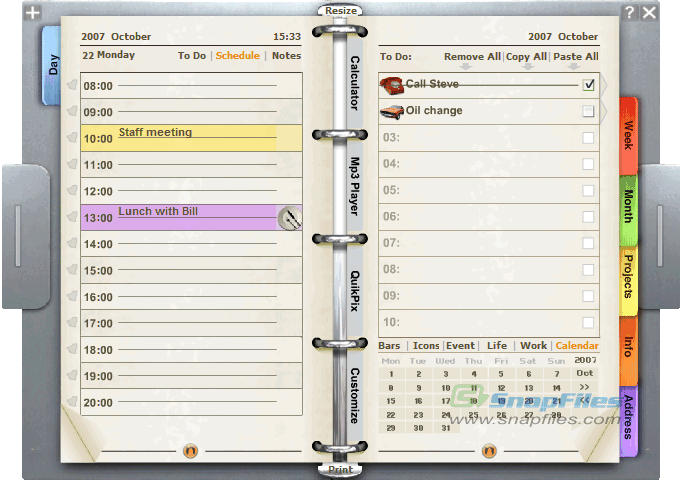 Resize
? X
2007 October 15:33
22 Monday To Do | Schedule | Notes
Day
08:00
09:00
10:00 Staff meeting
11:00
12:00
13:00 Lunch with Bill
14:00
15:00
16:00
17:00
18:00
19:00
20:00
Calculator
Mp3 Player
QuikPix
Customize
Print
2007 October
To Do: Remove All | Copy All | Paste All
Call Steve
Oil change
03:
04:
05:
06:
07:
08:
09:
10:
Bars | Icons | Event | Life | Work | Calendar
Mon Tue Wed Thu Fri Sat Sun 2007
1 2 3 4 5 6 7 Oct
8 9 10 11 12 13 14 >>
15 16 17 18 19 20 21 <<
22 23 24 25 26 27 28
29 30 31
SnapFiles
www.snapfiles.com
Week
Month
Projects
Info
Address